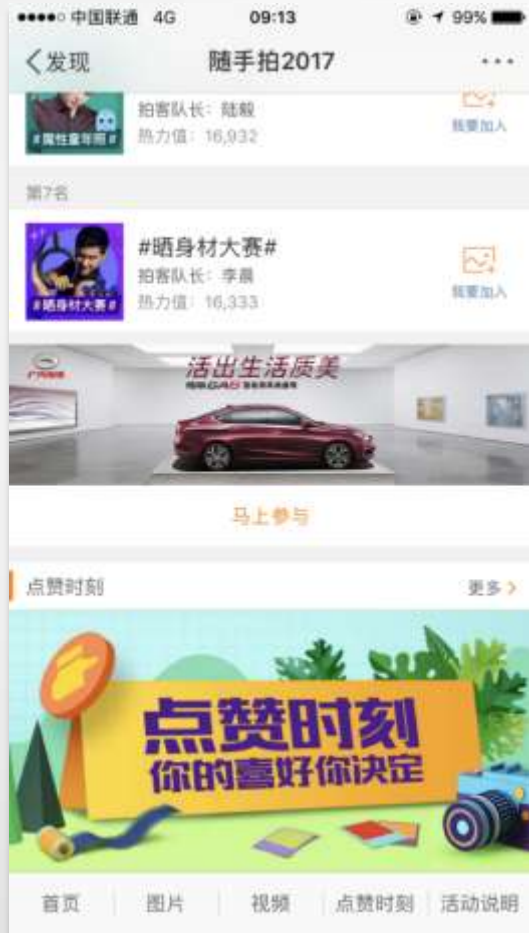 中国联通 4G 09:13 99%
发现 随手拍2017
#属性童年照#
拍客队长：陆毅
热力值：16,932
我要加入
第7名
#晒身材大赛#
#晒身材大赛#
拍客队长：李晨
热力值：16,333
我要加入
活出生活质美
马上参与
点赞时刻 更多
点赞时刻
你的喜好你决定
首页 图片 视频 点赞时刻 活动说明